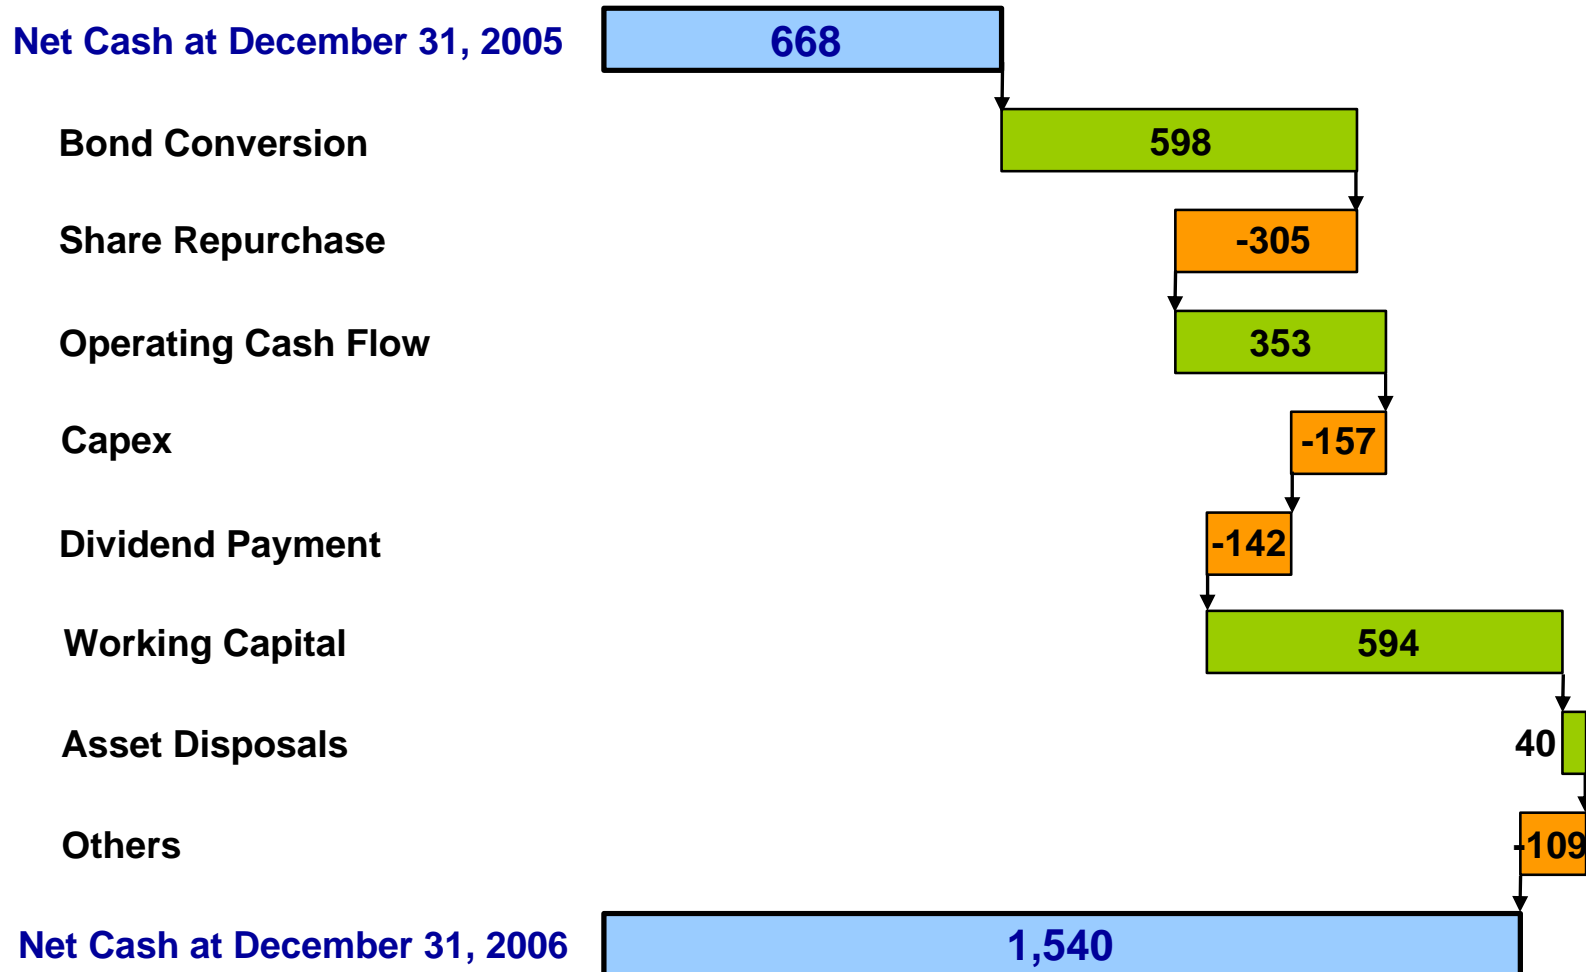 Net Cash at December 31, 2005 668
Bond Conversion 598
Share Repurchase -305
Operating Cash Flow 353
Capex -157
Dividend Payment -142
Working Capital 594
Asset Disposals 40
Others -109
Net Cash at December 31, 2006 1,540